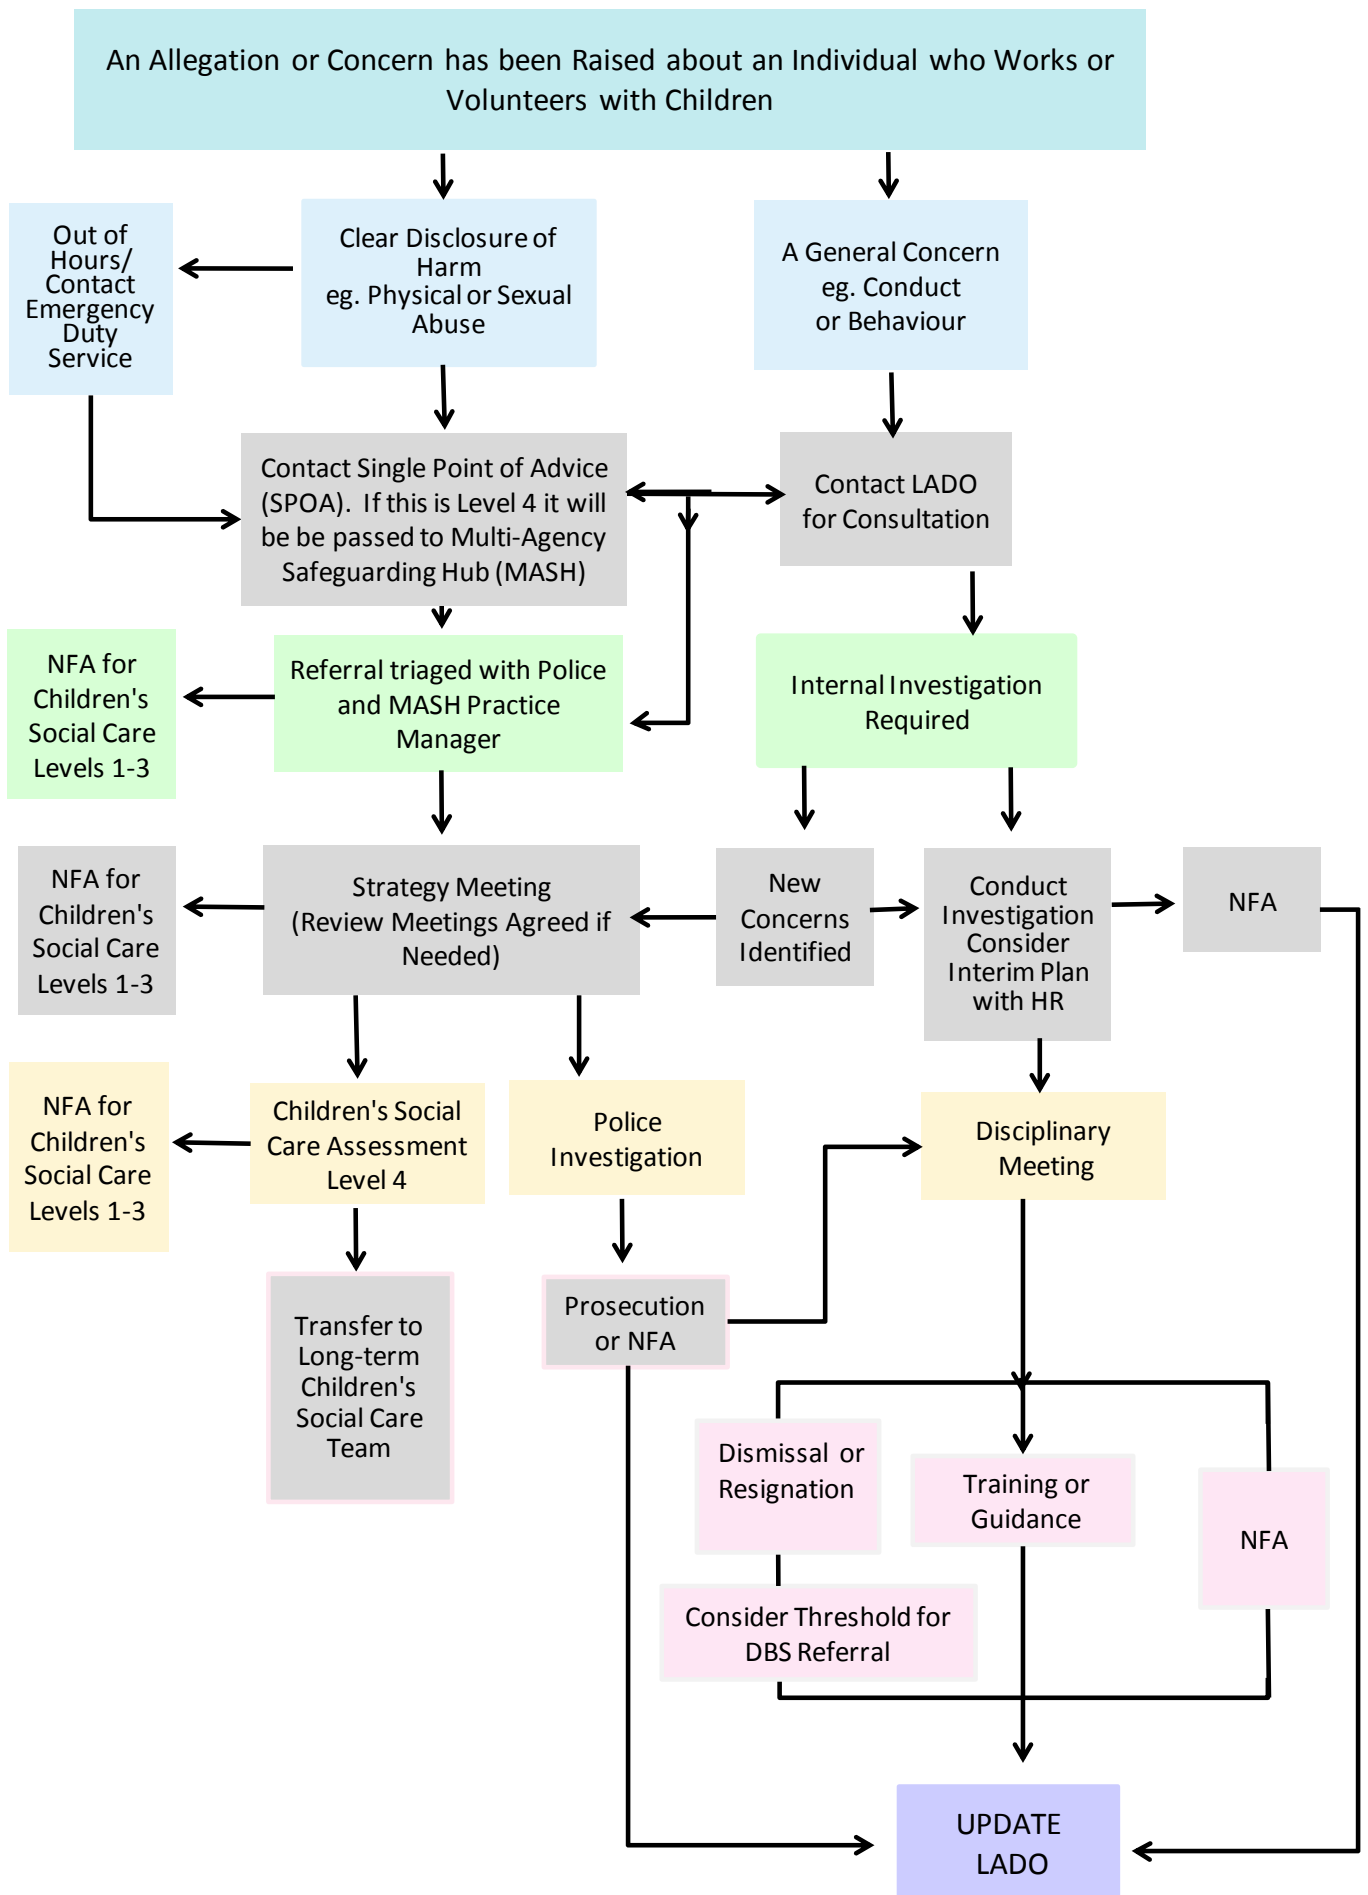 An Allegation or Concern has been Raised about an Individual who Works or
Volunteers with Children
Out of
Hours/
Contact
Emergency
Duty
Service
Clear Disclosure of
Harm
eg. Physical or Sexual
Abuse
A General Concern
eg. Conduct
or Behaviour
Contact Single Point of Advice
(SPOA). If this is Level 4 it will
be be passed to Multi-Agency
Safeguarding Hub (MASH)
Contact LADO
for Consultation
NFA for
Children's
Social Care
Levels 1-3
Referral triaged with Police
and MASH Practice
Manager
Internal Investigation
Required
NFA for
Children's
Social Care
Levels 1-3
Strategy Meeting
(Review Meetings Agreed if
Needed)
New
Concerns
Identified
Conduct
Investigation
Consider
Interim Plan
with HR
NFA
NFA for
Children's
Social Care
Levels 1-3
Children's Social
Care Assessment
Level 4
Police
Investigation
Disciplinary
Meeting
Transfer to
Long-term
Children's
Social Care
Team
Prosecution
or NFA
Dismissal or
Resignation
Training or
Guidance
NFA
Consider Threshold for
DBS Referral
UPDATE
LADO